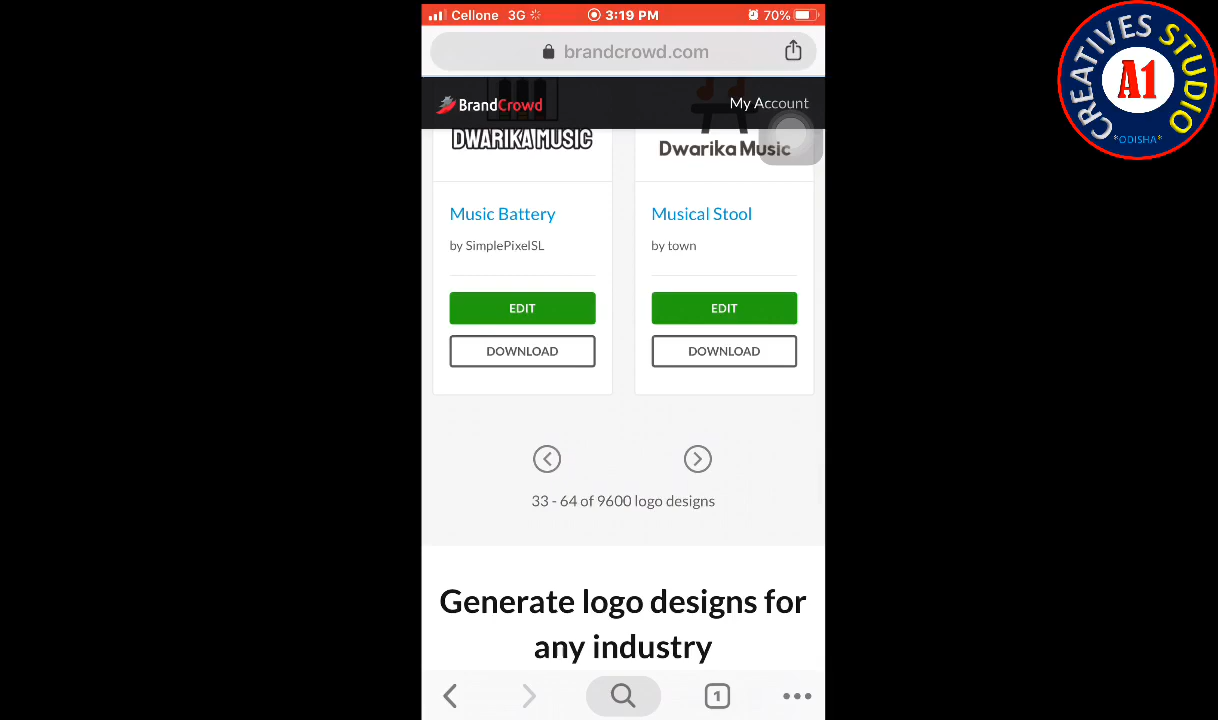 Cellone 3G 3:19 PM 70%
brandcrowd.com
BrandCrowd My Account
DWARIKA MUSIC Dwarika Music
Music Battery Musical Stool
by SimplePixelSL by town
EDIT EDIT
DOWNLOAD DOWNLOAD
33 - 64 of 9600 logo designs
Generate logo designs for
any industry
1
CREATIVES STUDIO
A1
*ODISHA*